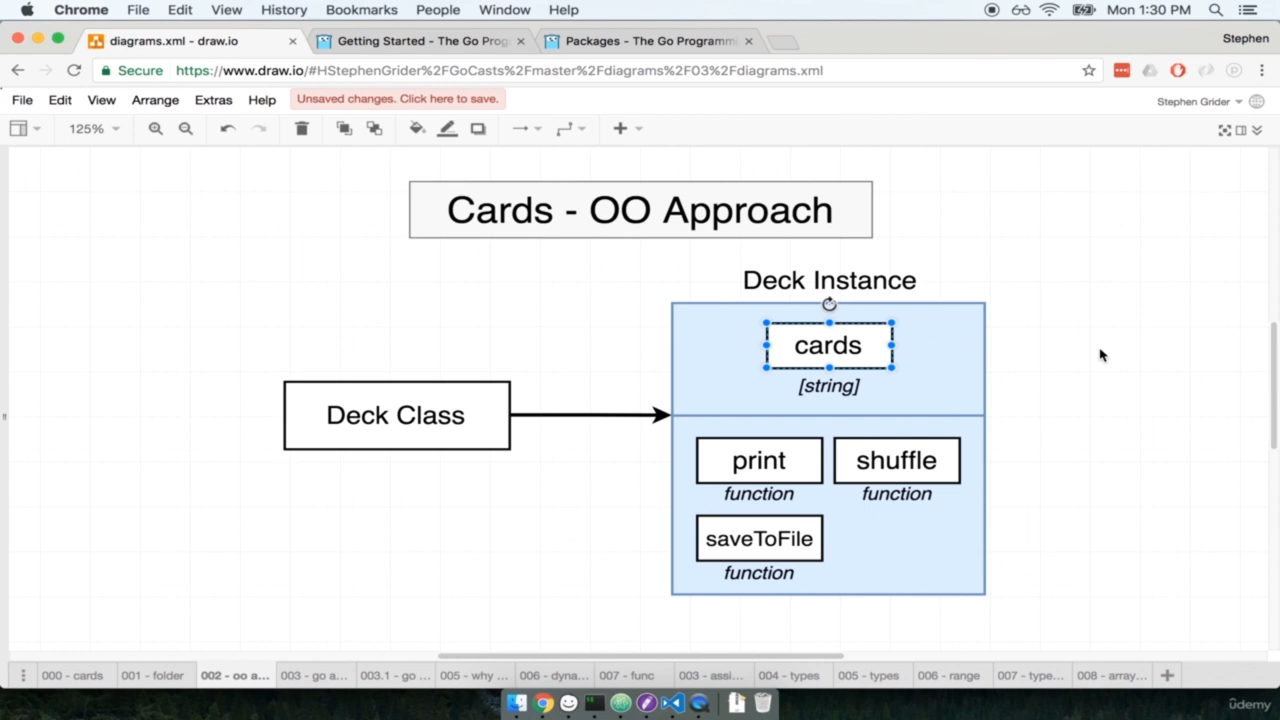 Chrome File Edit View History Bookmarks People Window Help Mon 1:30 PM
diagrams.xml - draw.io Getting Started - The Go Prog Packages - The Go Programmi Stephen
Secure https://www.draw.io/#HStephenGrider%2FGoCasts%2Fmaster%2Fdiagrams%2F03%2Fdiagrams.xml
File Edit View Arrange Extras Help Unsaved changes. Click here to save. Stephen Grider
125%
Cards - OO Approach
Deck Instance
cards
[string]
Deck Class
print shuffle
function function
saveToFile
function
000 - cards 001 - folder 002 - oo a... 003 - go a... 003.1 - go ... 005 - why ... 006 - dyna... 007 - func 003 - assi... 004 - types 005 - types 006 - range 007 - type... 008 - array...
ûdemy